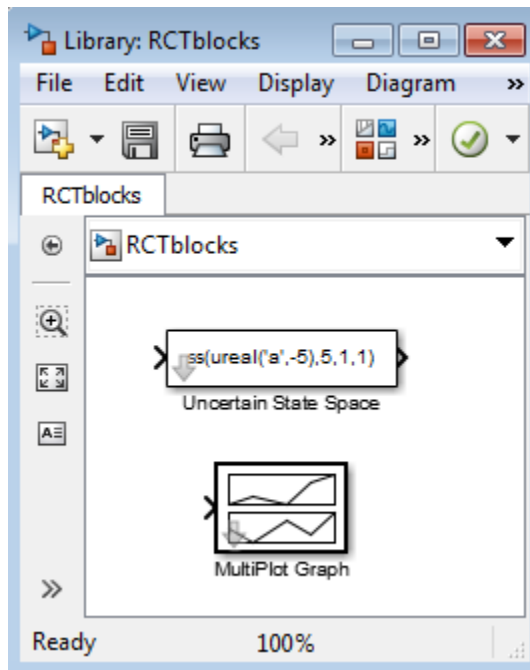 Library: RCTblocks
File Edit View Display Diagram »
» »
RCTblocks
RCTblocks
ss(ureal('a',-5),5,1,1)
Uncertain State Space
MultiPlot Graph
»
Ready 100%